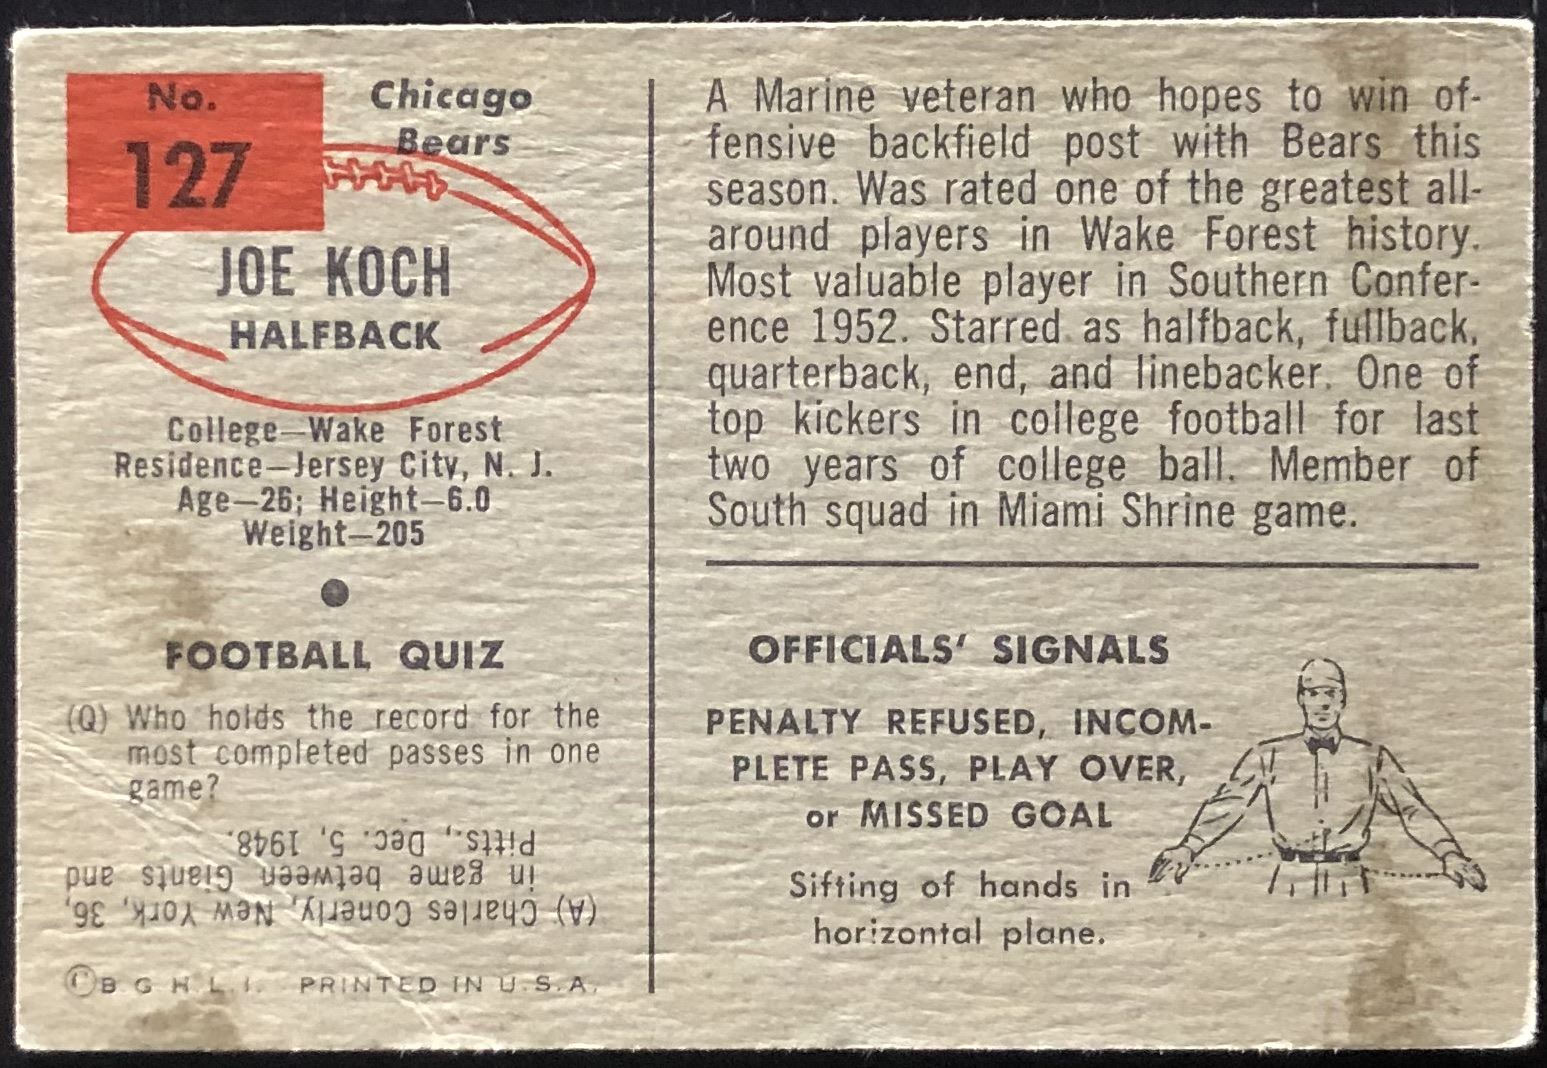 No.
127
Chicago
Bears
JOE KOCH
HALFBACK
College—Wake Forest
Residence—Jersey City, N. J.
Age—26; Height—6.0
Weight—205
FOOTBALL QUIZ
(Q) Who holds the record for the
most completed passes in one
game?
(A) Charles Conerly, New York, 36,
in game between Giants and
Pitts., Dec. 5, 1948.
©B G H. L. I. PRINTED IN U.S.A.
A Marine veteran who hopes to win of-
fensive backfield post with Bears this
season. Was rated one of the greatest all-
around players in Wake Forest history.
Most valuable player in Southern Confer-
ence 1952. Starred as halfback, fullback,
quarterback, end, and linebacker. One of
top kickers in college football for last
two years of college ball. Member of
South squad in Miami Shrine game.
OFFICIALS' SIGNALS
PENALTY REFUSED, INCOM-
PLETE PASS, PLAY OVER,
or MISSED GOAL
Sifting of hands in
horizontal plane.